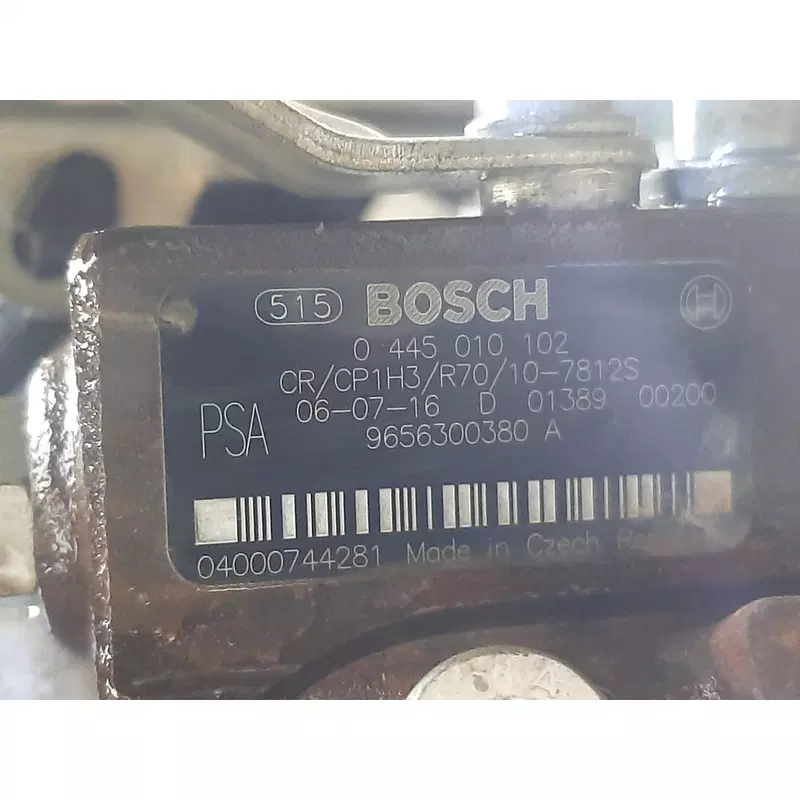 515 BOSCH
0 445 010 102
CR/CP1H3/R70/10-7812S
06-07-16 D 01389 00200
PSA
9656300380 A
04000744281 Made in Czech